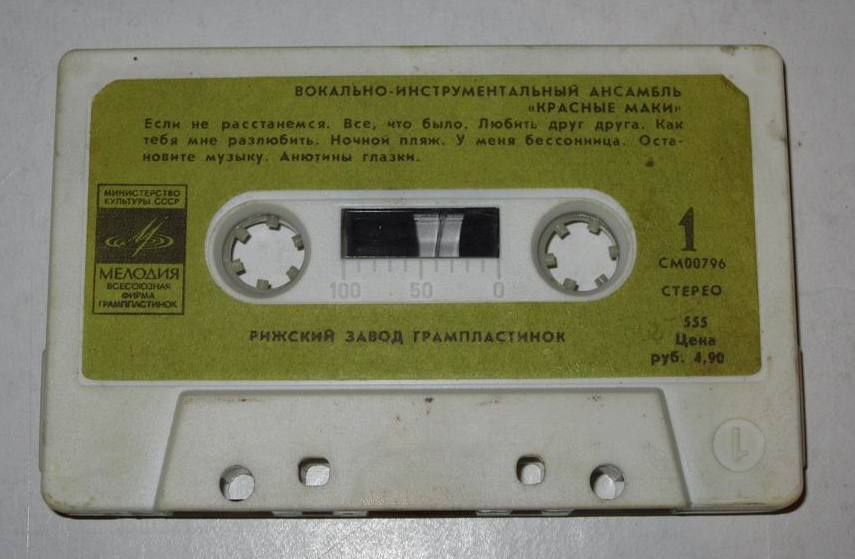 ВОКАЛЬНО-ИНСТРУМЕНТАЛЬНЫЙ АНСАМБЛЬ
«КРАСНЫЕ МАКИ»
Если не расстанемся. Все, что было. Любить друг друга. Как
тебя мне разлюбить. Ночной пляж. У меня бессонница. Оста-
новите музыку. Анютины глазки.
МИНИСТЕРСТВО
КУЛЬТУРЫ СССР
МЕЛОДИЯ
ВСЕСОЮЗНАЯ
ФИРМА
ГРАМПЛАСТИНОК
100 50 0
1
СМ00796
СТЕРЕО
РИЖСКИЙ ЗАВОД ГРАМПЛАСТИНОК
555
Цена
руб. 4,90
1